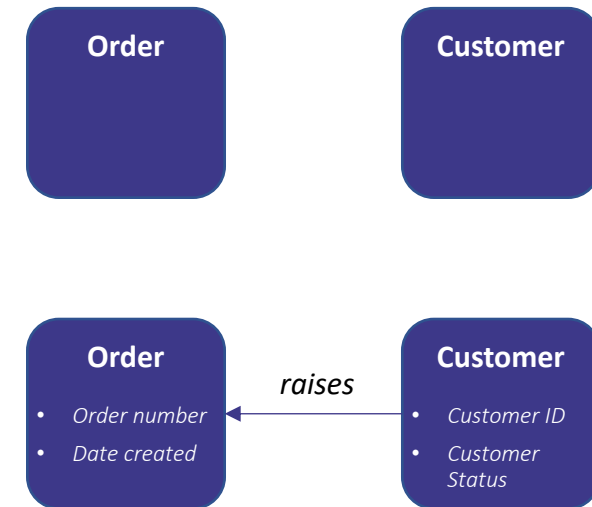 Order
Customer
Order
Customer
raises
• Order number
• Date created
• Customer ID
• Customer
Status